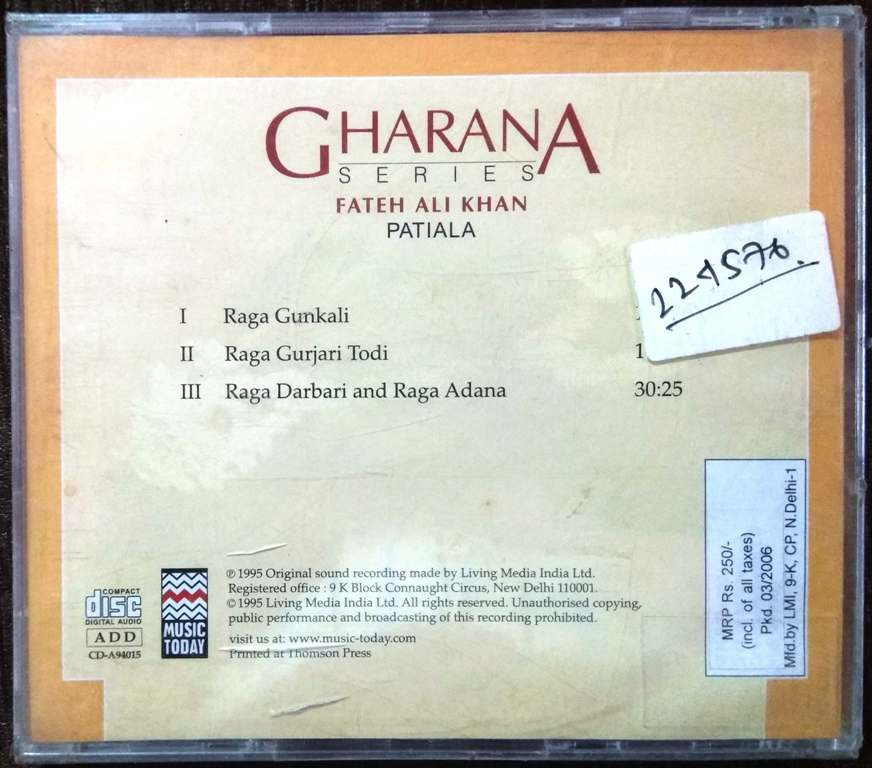 GHARANA
SERIES
FATEH ALI KHAN
PATIALA
I Raga Gunkali
II Raga Gurjari Todi 1
III Raga Darbari and Raga Adana 30:25
MRP Rs. 250/-
(incl. of all taxes)
Pkd. 03/2006
Mfd.by LMI, 9-K, CP, N.Delhi-1
COMPACT
disc
DIGITAL AUDIO
ADD
CD-A94015
MUSIC
TODAY
℗ 1995 Original sound recording made by Living Media India Ltd.
Registered office : 9 K Block Connaught Circus, New Delhi 110001.
© 1995 Living Media India Ltd. All rights reserved. Unauthorised copying,
public performance and broadcasting of this recording prohibited.
visit us at: www.music-today.com
Printed at Thomson Press